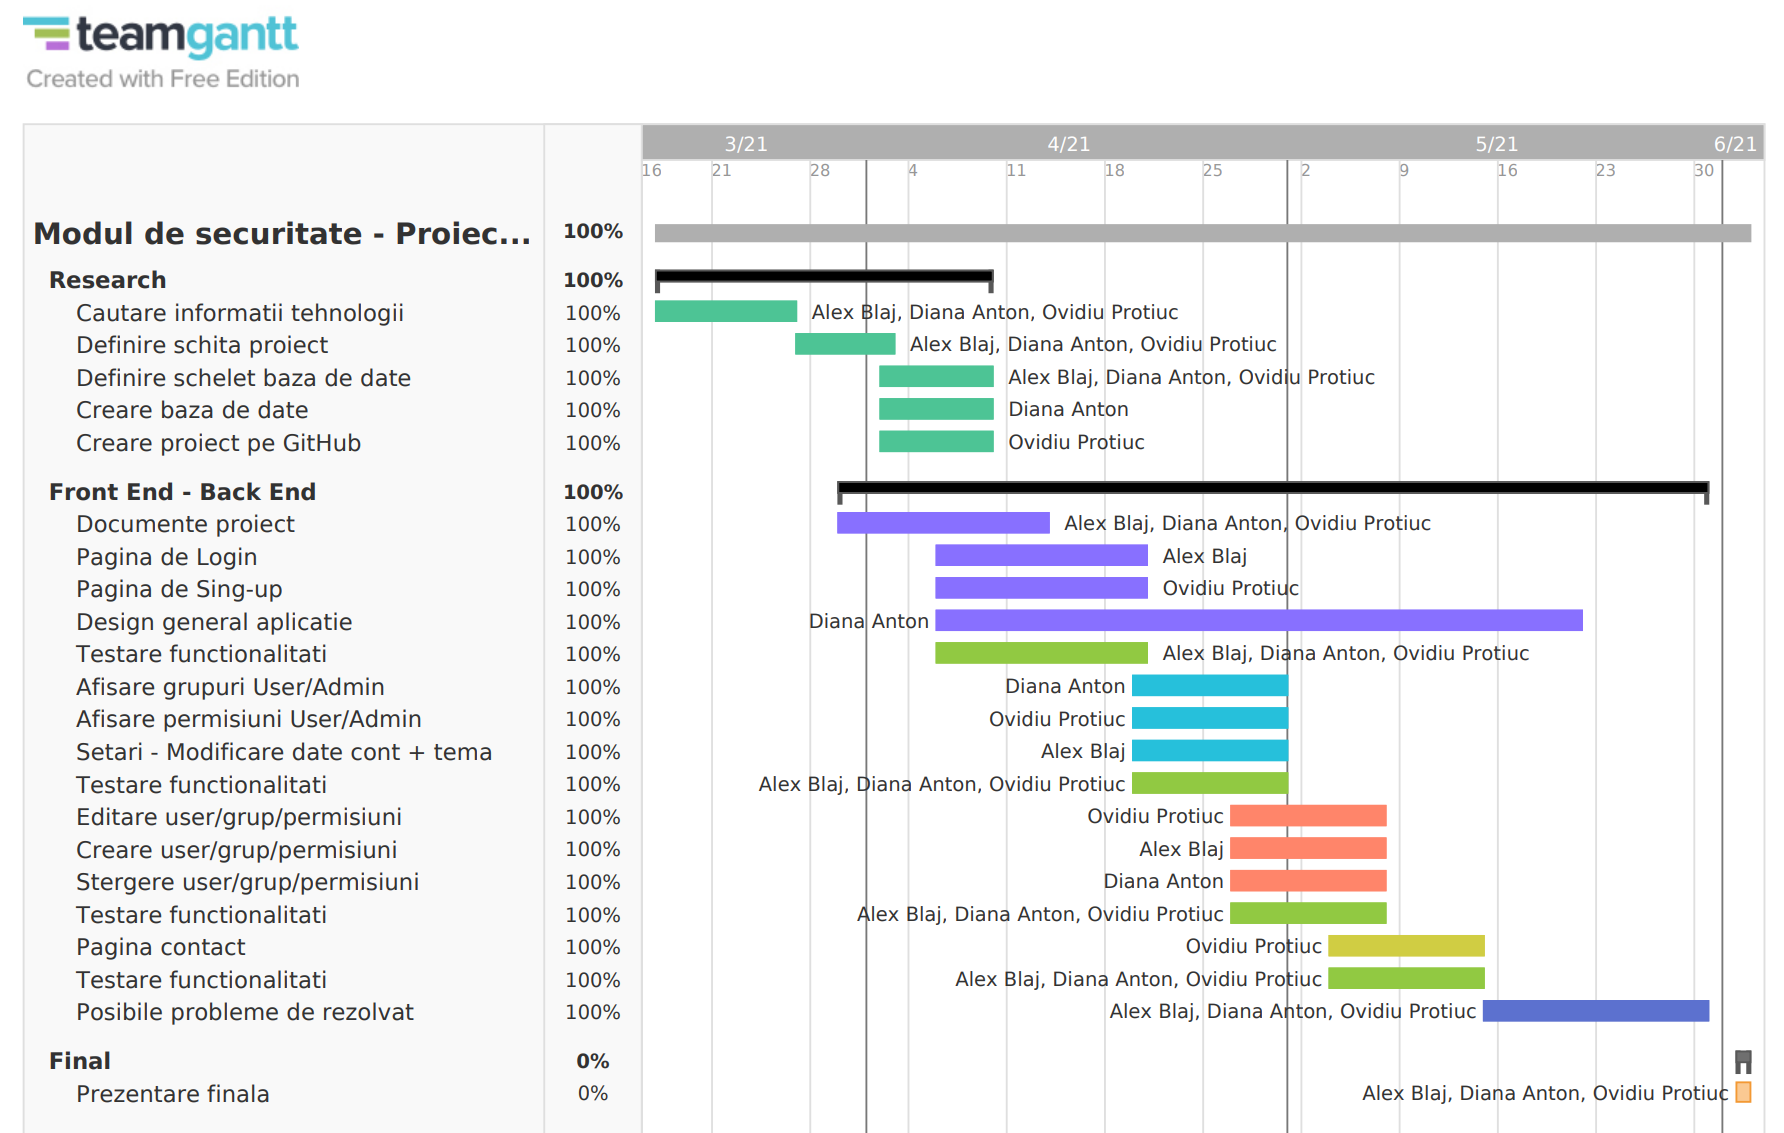 teamgantt
Created with Free Edition
3/21 4/21 5/21 6/21
16 21 28 4 11 18 25 2 9 16 23 30
Modul de securitate - Proiec... 100%
Research 100%
Cautare informatii tehnologii 100% Alex Blaj, Diana Anton, Ovidiu Protiuc
Definire schita proiect 100% Alex Blaj, Diana Anton, Ovidiu Protiuc
Definire schelet baza de date 100% Alex Blaj, Diana Anton, Ovidiu Protiuc
Creare baza de date 100% Diana Anton
Creare proiect pe GitHub 100% Ovidiu Protiuc
Front End - Back End 100%
Documente proiect 100% Alex Blaj, Diana Anton, Ovidiu Protiuc
Pagina de Login 100% Alex Blaj
Pagina de Sing-up 100% Ovidiu Protiuc
Design general aplicatie 100% Diana Anton
Testare functionalitati 100% Alex Blaj, Diana Anton, Ovidiu Protiuc
Afisare grupuri User/Admin 100% Diana Anton
Afisare permisiuni User/Admin 100% Ovidiu Protiuc
Setari - Modificare date cont + tema 100% Alex Blaj
Testare functionalitati 100% Alex Blaj, Diana Anton, Ovidiu Protiuc
Editare user/grup/permisiuni 100% Ovidiu Protiuc
Creare user/grup/permisiuni 100% Alex Blaj
Stergere user/grup/permisiuni 100% Diana Anton
Testare functionalitati 100% Alex Blaj, Diana Anton, Ovidiu Protiuc
Pagina contact 100% Ovidiu Protiuc
Testare functionalitati 100% Alex Blaj, Diana Anton, Ovidiu Protiuc
Posibile probleme de rezolvat 100% Alex Blaj, Diana Anton, Ovidiu Protiuc
Final 0%
Prezentare finala 0% Alex Blaj, Diana Anton, Ovidiu Protiuc